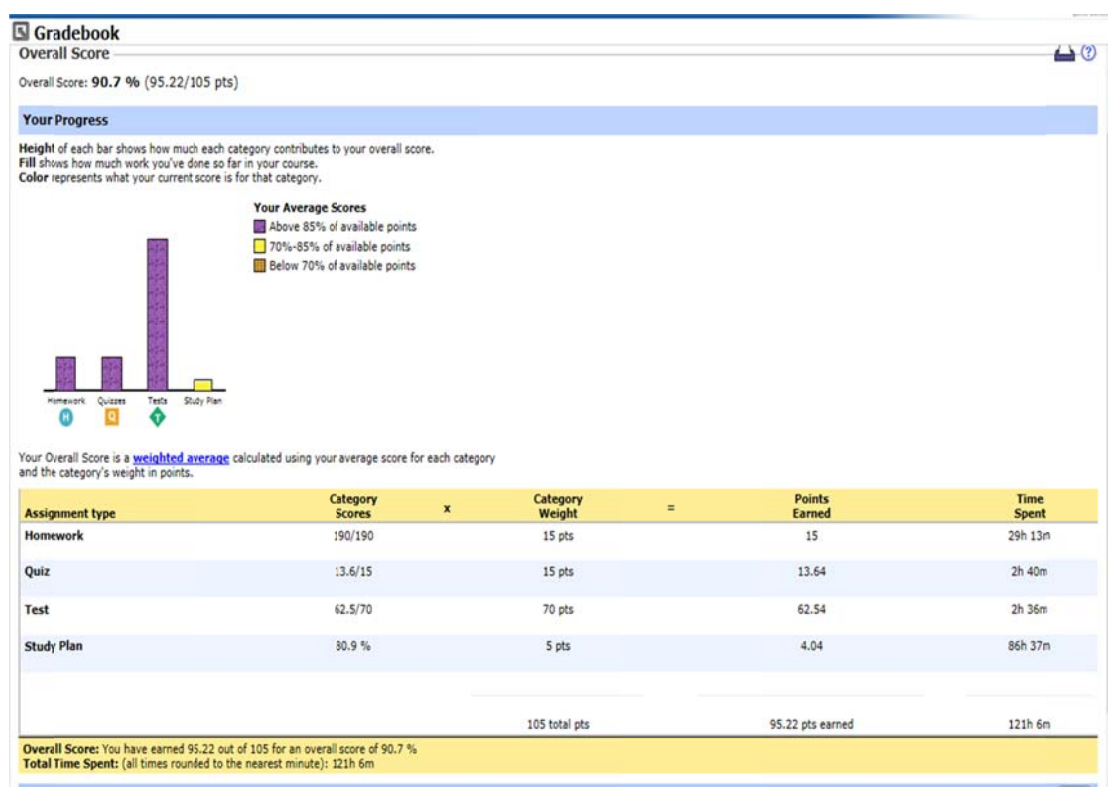 Gradebook
Overall Score
Overall Score: 90.7 % (95.22/105 pts)
Your Progress
Height of each bar shows how much each category contributes to your overall score.
Fill shows how much work you've done so far in your course.
Color represents what your current score is for that category.
Your Average Scores
Above 85% of available points
70%-85% of available points
Below 70% of available points
Homework Quizzes Tests Study Plan
H Q T
Your Overall Score is a weighted average calculated using your average score for each category
and the category's weight in points.
Assignment type Category Scores x Category Weight = Points Earned Time Spent
Homework 190/190 15 pts 15 29h 13m
Quiz 13.6/15 15 pts 13.64 2h 40m
Test 62.5/70 70 pts 62.54 2h 36m
Study Plan 80.9 % 5 pts 4.04 86h 37m
105 total pts 95.22 pts earned 121h 6m
Overall Score: You have earned 95.22 out of 105 for an overall score of 90.7 %
Total Time Spent: (all times rounded to the nearest minute): 121h 6m